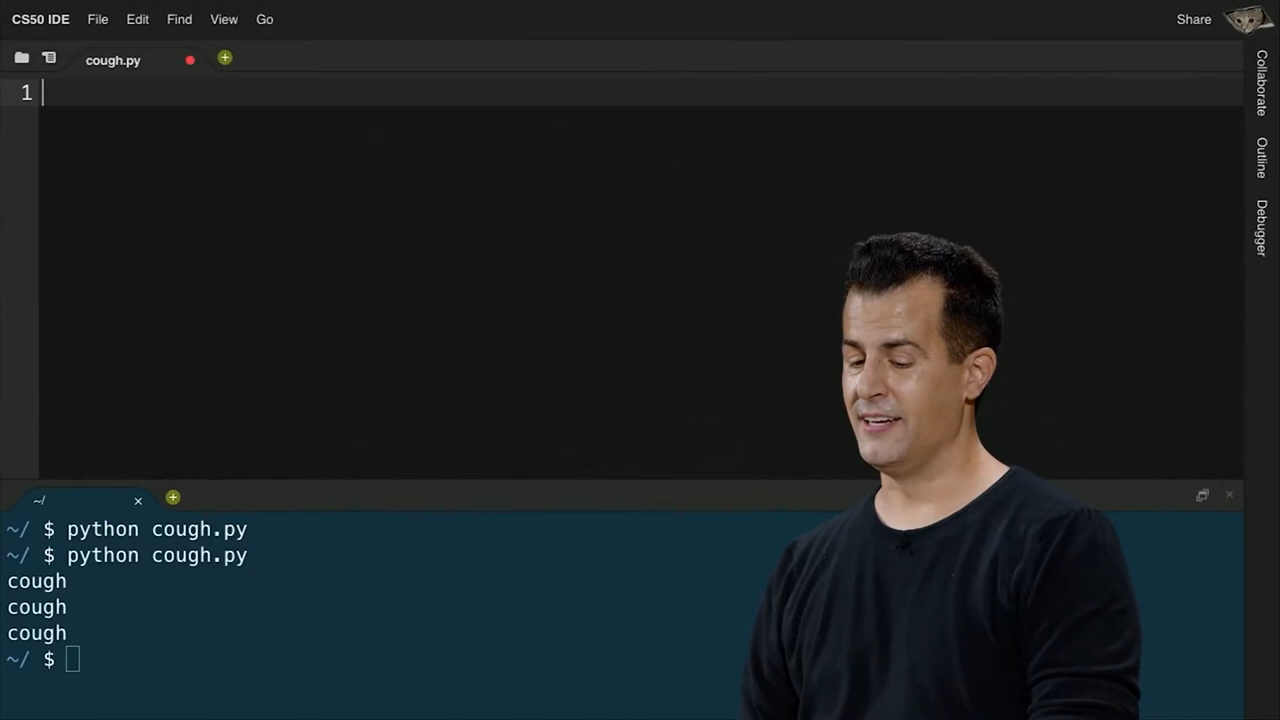 CS50 IDE File Edit Find View Go Share
cough.py
1
Collaborate
Outline
Debugger
~/
~/ $ python cough.py
~/ $ python cough.py
cough
cough
cough
~/ $